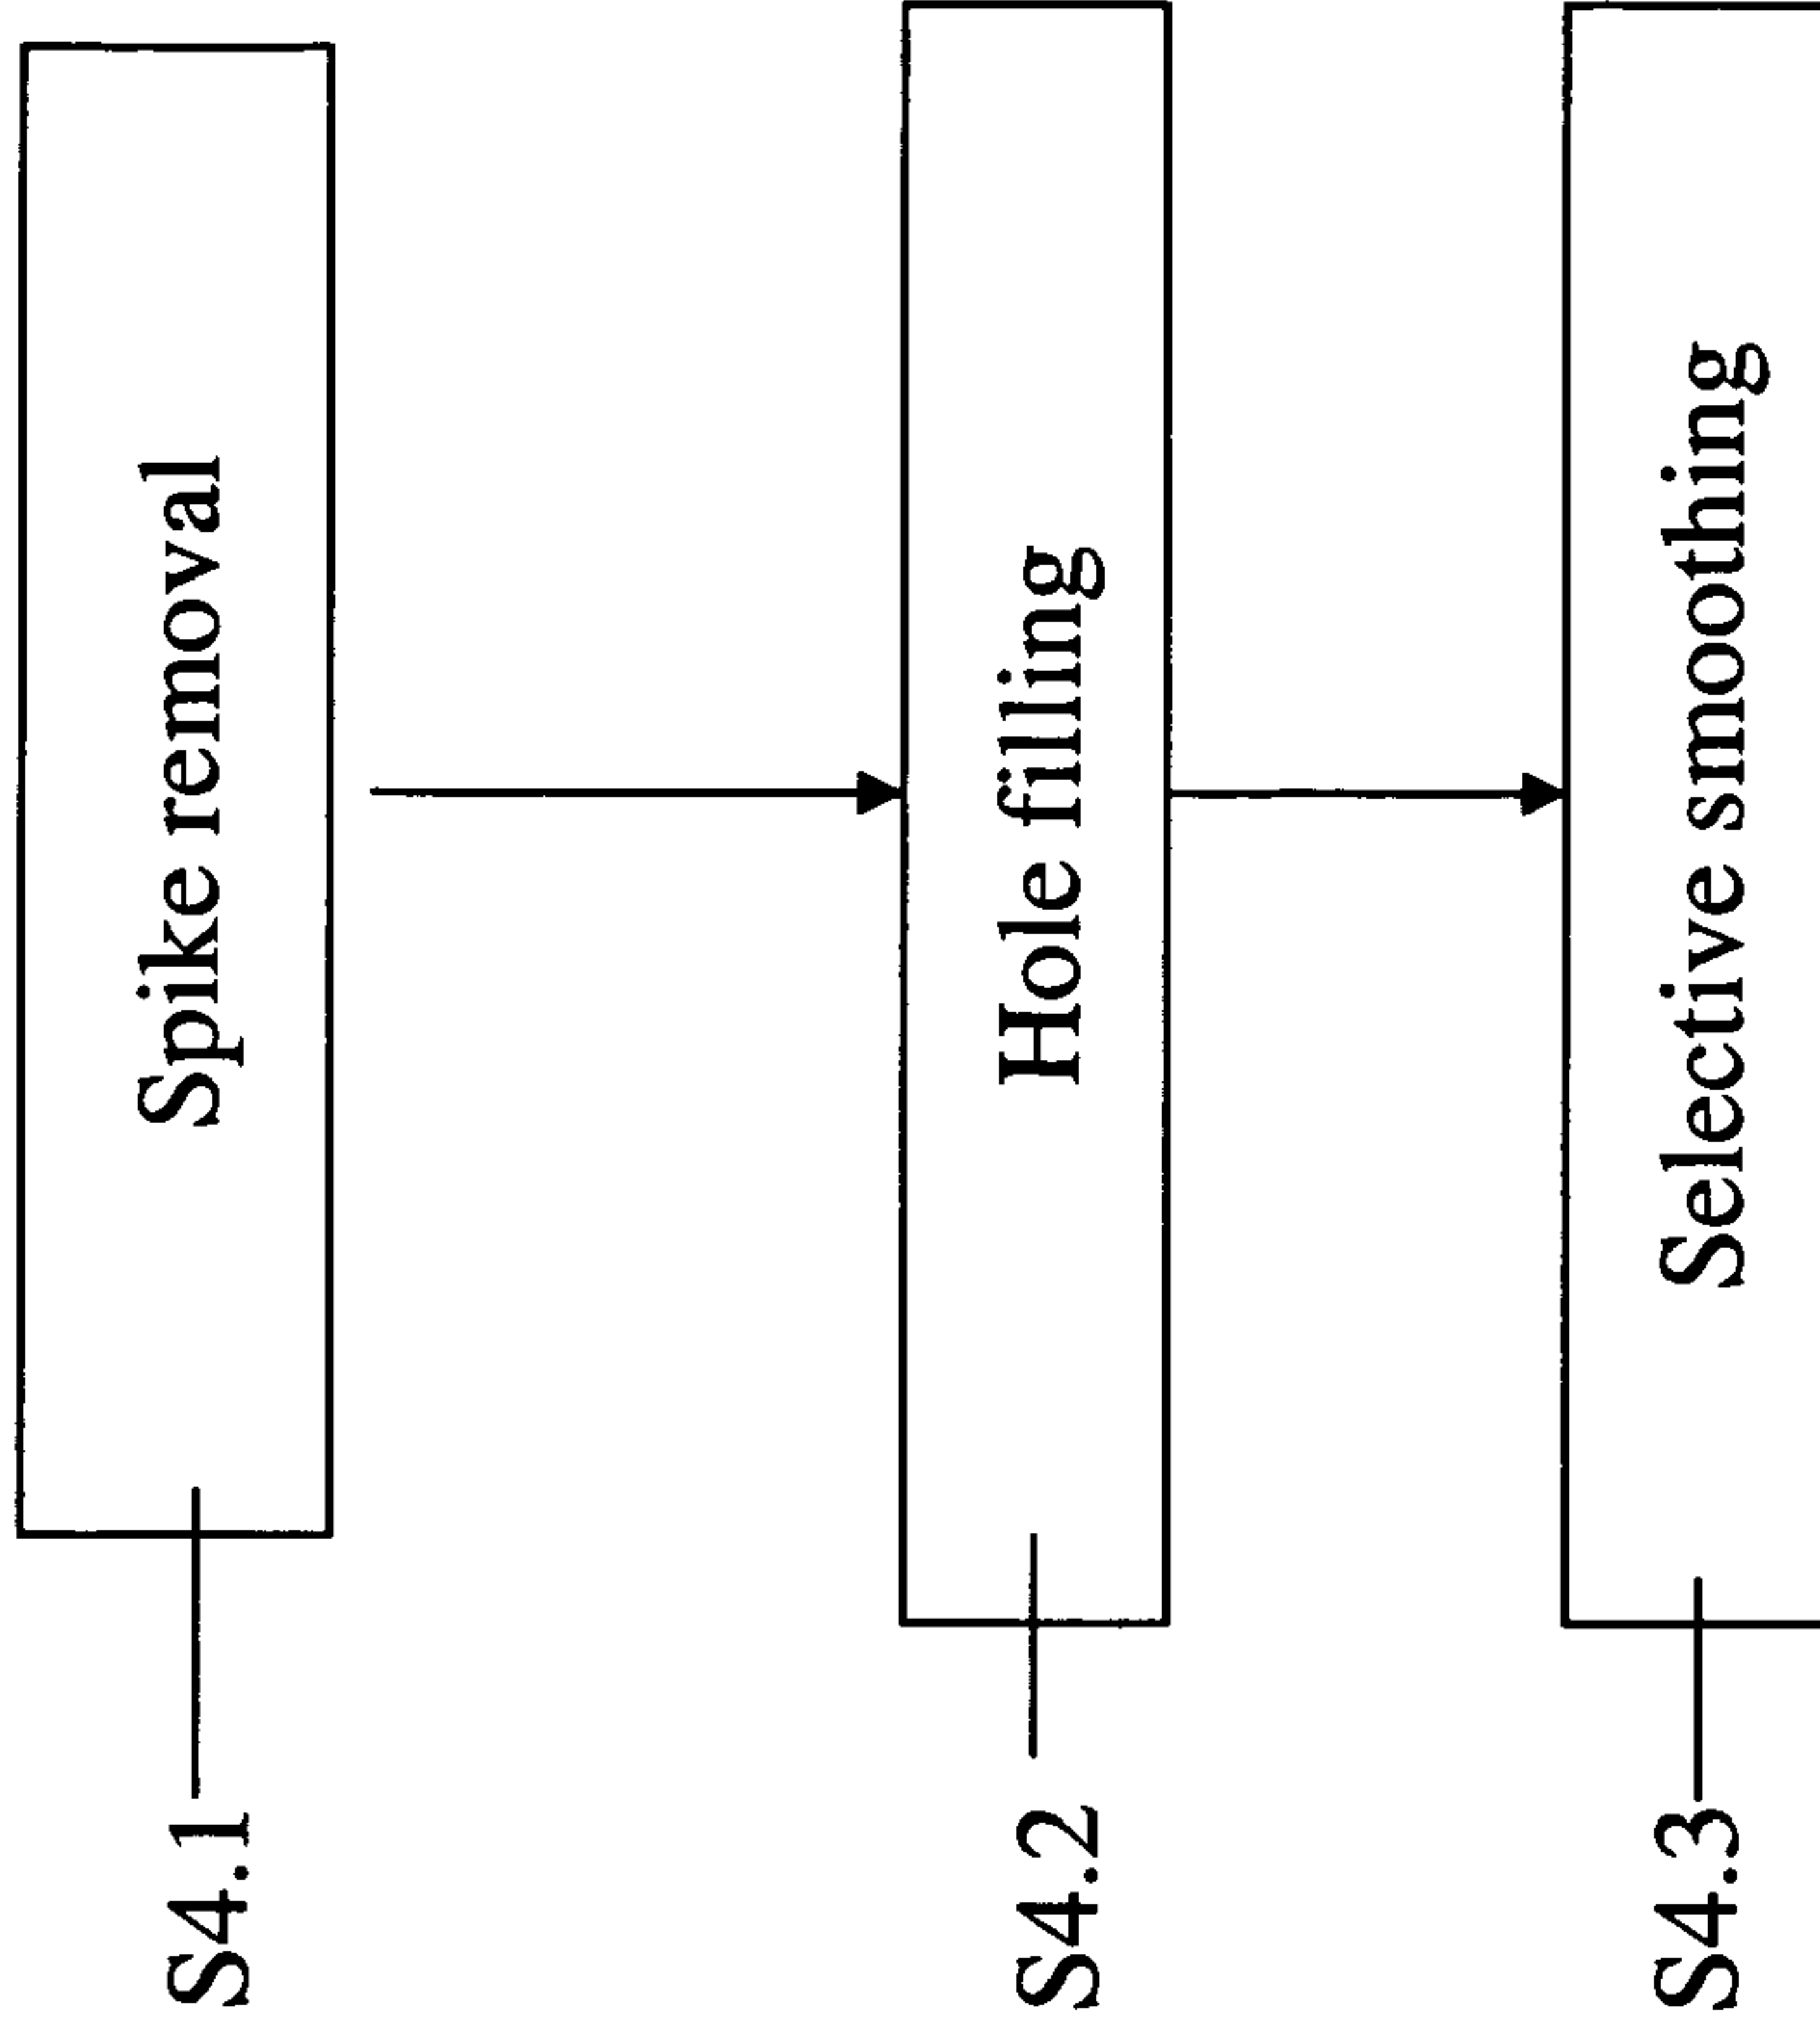 S4.1
Spike removal
S4.2
Hole filling
S4.3
Selective smoothing